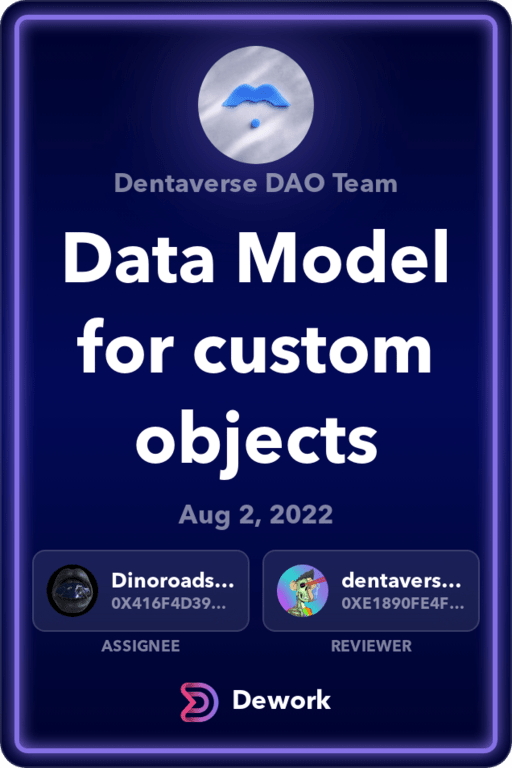 Dentaverse DAO Team
Data Model
for custom
objects
Aug 2, 2022
Dinoroads...
0X416F4D39...
ASSIGNEE
dentavers...
0XE1890FE4F...
REVIEWER
Dework